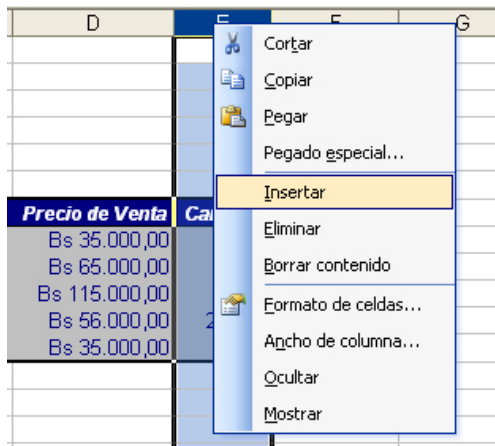 D E F G
Cortar
Copiar
Pegar
Pegado especial...
Insertar
Precio de Venta
Eliminar
Bs 35.000,00
Borrar contenido
Bs 65.000,00
Bs 115.000,00
Formato de celdas...
Bs 56.000,00 2
Ancho de columna...
Bs 35.000,00
Ocultar
Mostrar